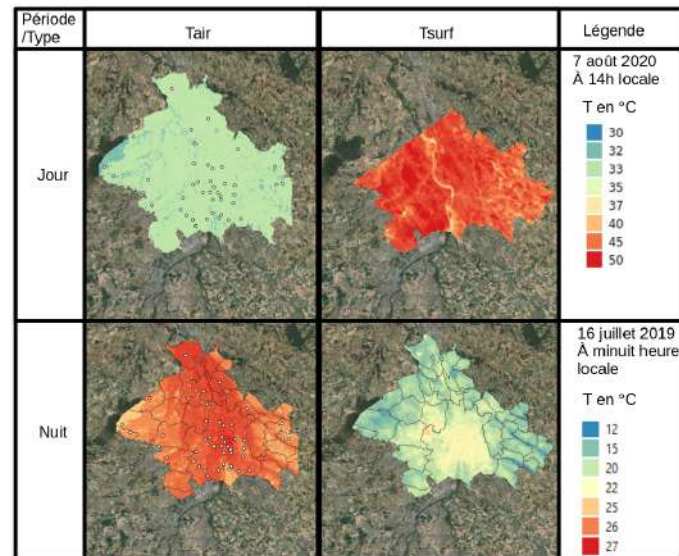 Période
/Type
Tair
Tsurf
Légende
Jour
7 août 2020
À 14h locale
T en °C
30
32
33
35
37
40
45
50
Nuit
16 juillet 2019
À minuit heure
locale
T en °C
12
15
20
22
25
26
27